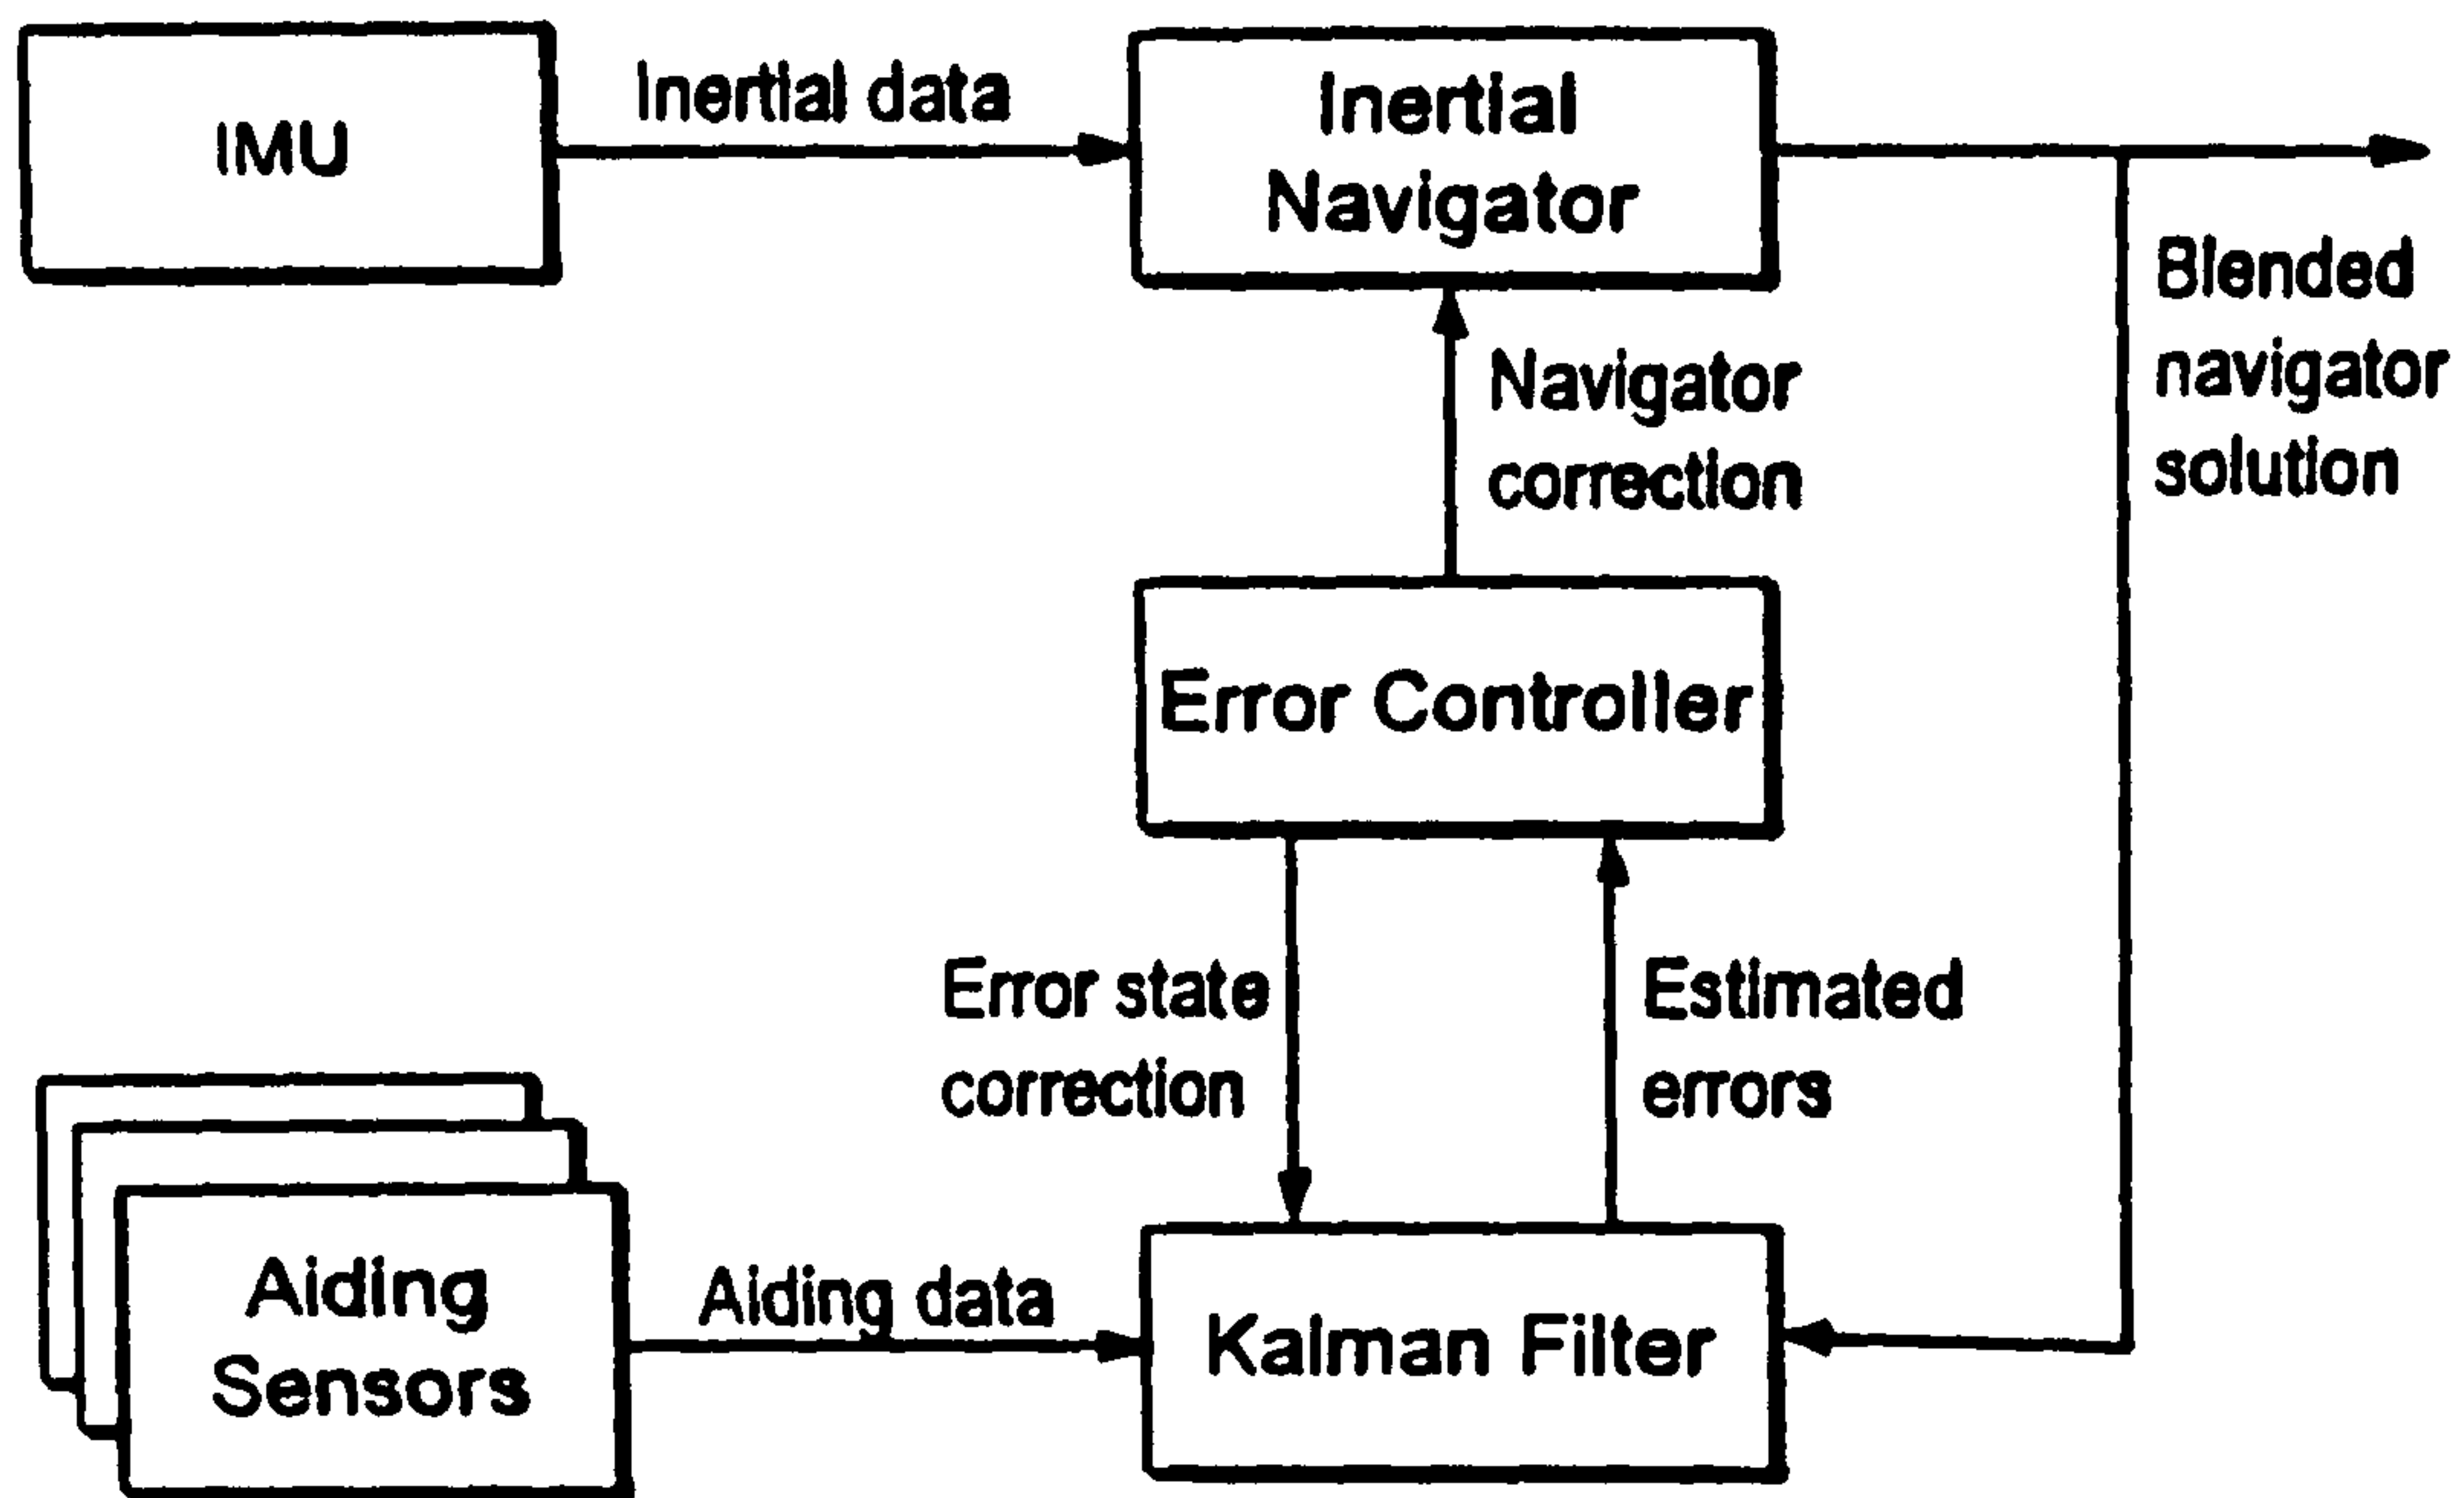 IMU
Inertial data
Inertial
Navigator
Blended
navigator
solution
Navigator
correction
Error Controller
Error state
correction
Estimated
errors
Aiding
Sensors
Aiding data
Kalman Filter